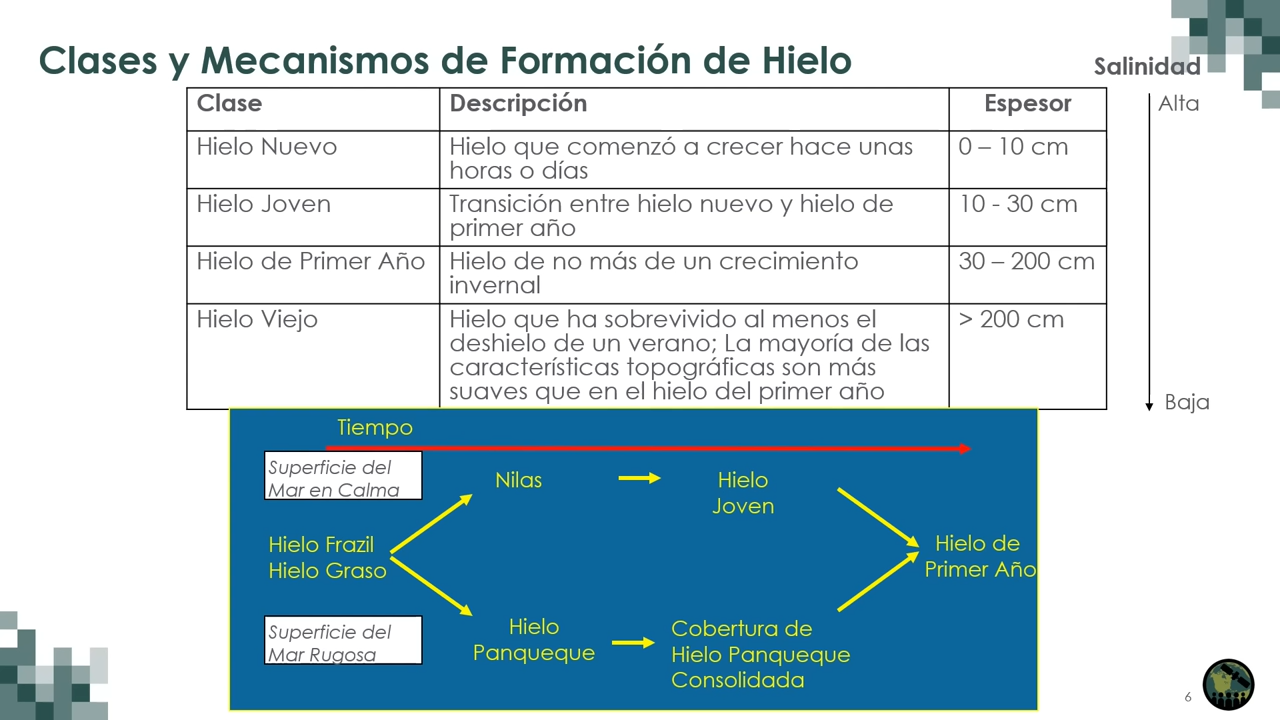 Clases y Mecanismos de Formación de Hielo
Salinidad
Clase Descripción Espesor
Alta
Hielo Nuevo Hielo que comenzó a crecer hace unas 0 – 10 cm
horas o días
Hielo Joven Transición entre hielo nuevo y hielo de 10 - 30 cm
primer año
Hielo de Primer Año Hielo de no más de un crecimiento 30 – 200 cm
invernal
Hielo Viejo Hielo que ha sobrevivido al menos el > 200 cm
deshielo de un verano; La mayoría de las
características topográficas son más
suaves que en el hielo del primer año
Baja
Tiempo
Superficie del
Mar en Calma
Nilas
Hielo
Joven
Hielo Frazil
Hielo Graso
Hielo de
Primer Año
Superficie del
Mar Rugosa
Hielo
Panqueque
Cobertura de
Hielo Panqueque
Consolidada
6